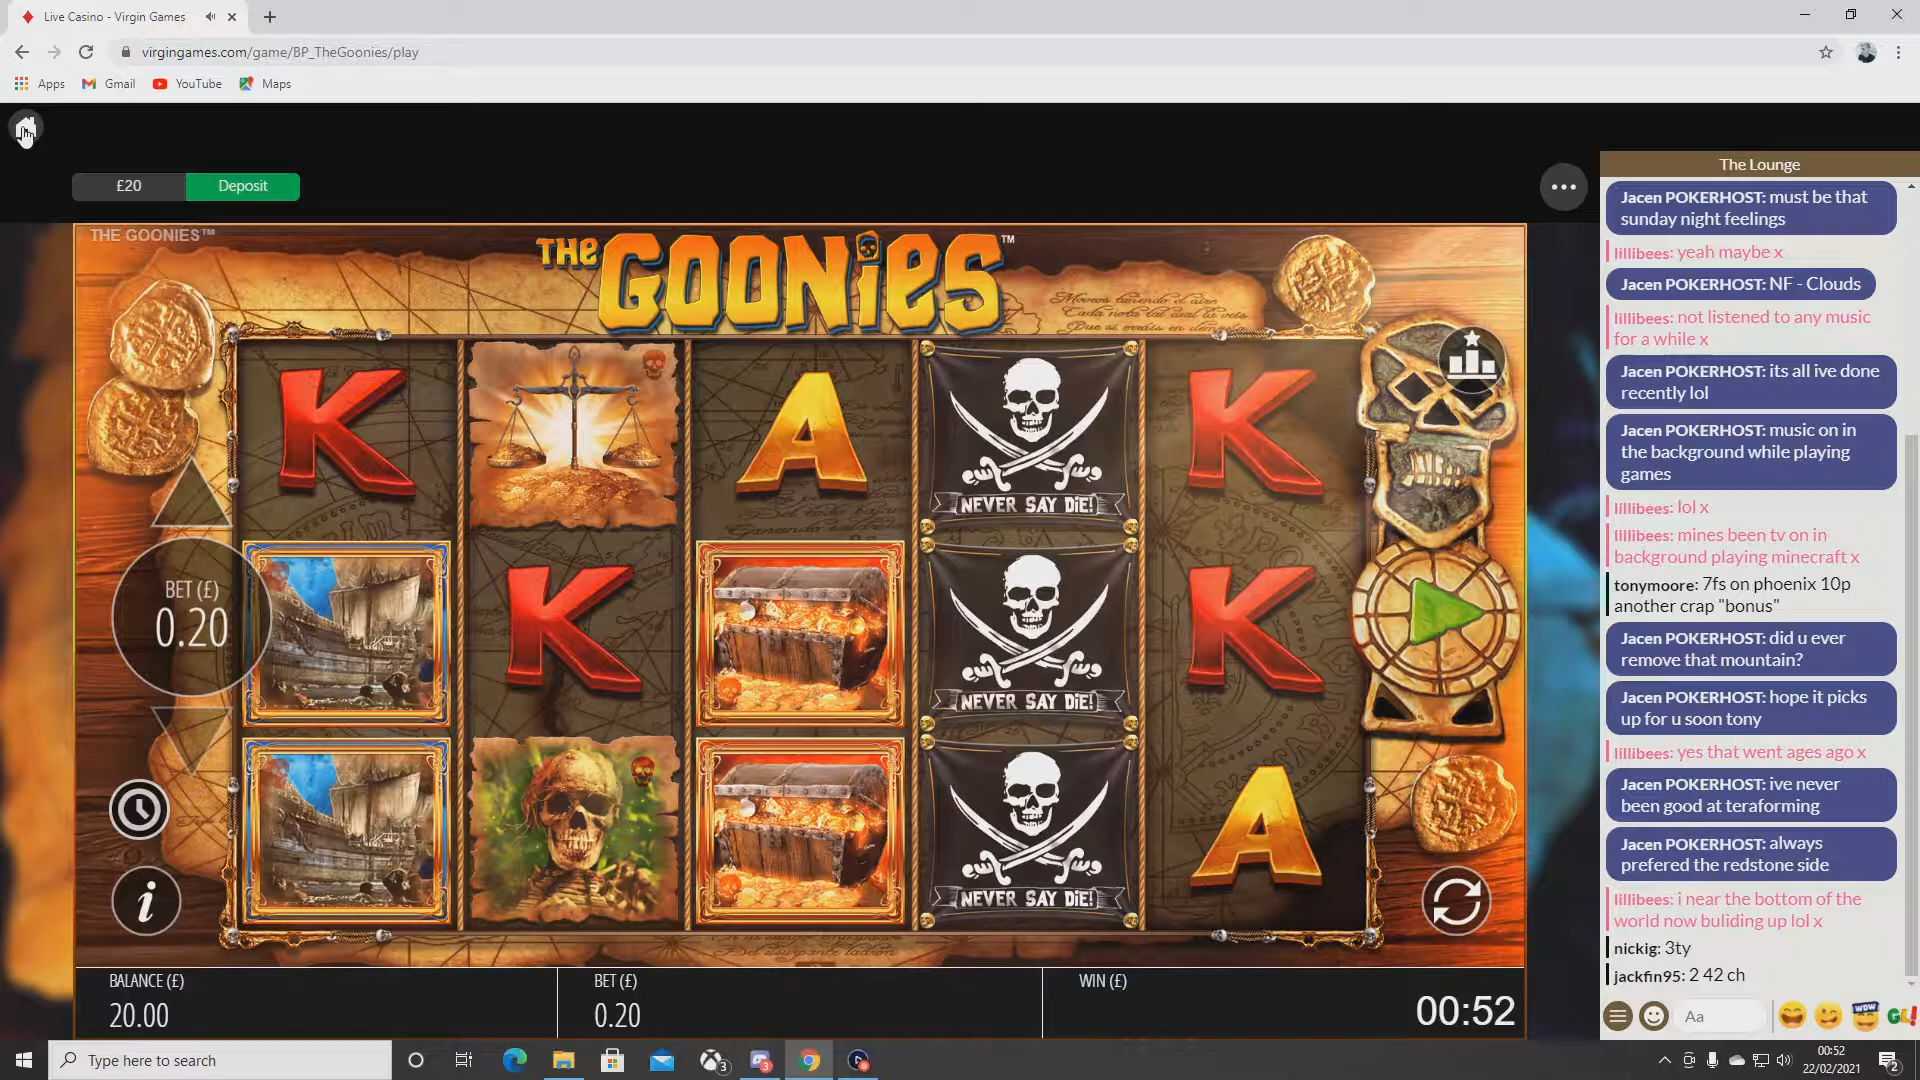 Live Casino - Virgin Games
virgingames.com/game/BP_TheGoonies/play
Apps
Gmail
YouTube
Maps
£20
Deposit
THE GOONIES™
THE GOONIES™
K
A
K
NEVER SAY DIE!
K
K
NEVER SAY DIE!
A
NEVER SAY DIE!
BET (£)
0.20
i
BALANCE (£)
20.00
BET (£)
0.20
WIN (£)
00:52
The Lounge
Jacen POKERHOST: must be that
sunday night feelings
lillibees: yeah maybe x
Jacen POKERHOST: NF - Clouds
lillibees: not listened to any music
for a while x
Jacen POKERHOST: its all ive done
recently lol
Jacen POKERHOST: music on in
the background while playing
games
lillibees: lol x
lillibees: mines been tv on in
background playing minecraft x
tonymoore: 7fs on phoenix 10p
another crap "bonus"
Jacen POKERHOST: did u ever
remove that mountain?
Jacen POKERHOST: hope it picks
up for u soon tony
lillibees: yes that went ages ago x
Jacen POKERHOST: ive never
been good at teraforming
Jacen POKERHOST: always
prefered the redstone side
lillibees: i near the bottom of the
world now buliding up lol x
nickig: 3ty
jackfin95: 2 42 ch
Aa
WOW
GL!
Type here to search
3
3
00:52
22/02/2021
2